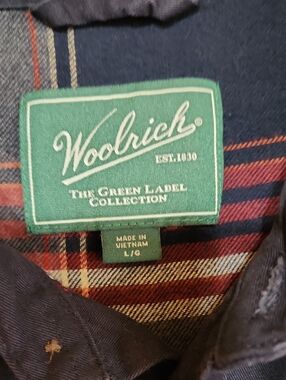 Woolrich®
EST. 1830
THE GREEN LABEL
COLLECTION
MADE IN
VIETNAM
L/G